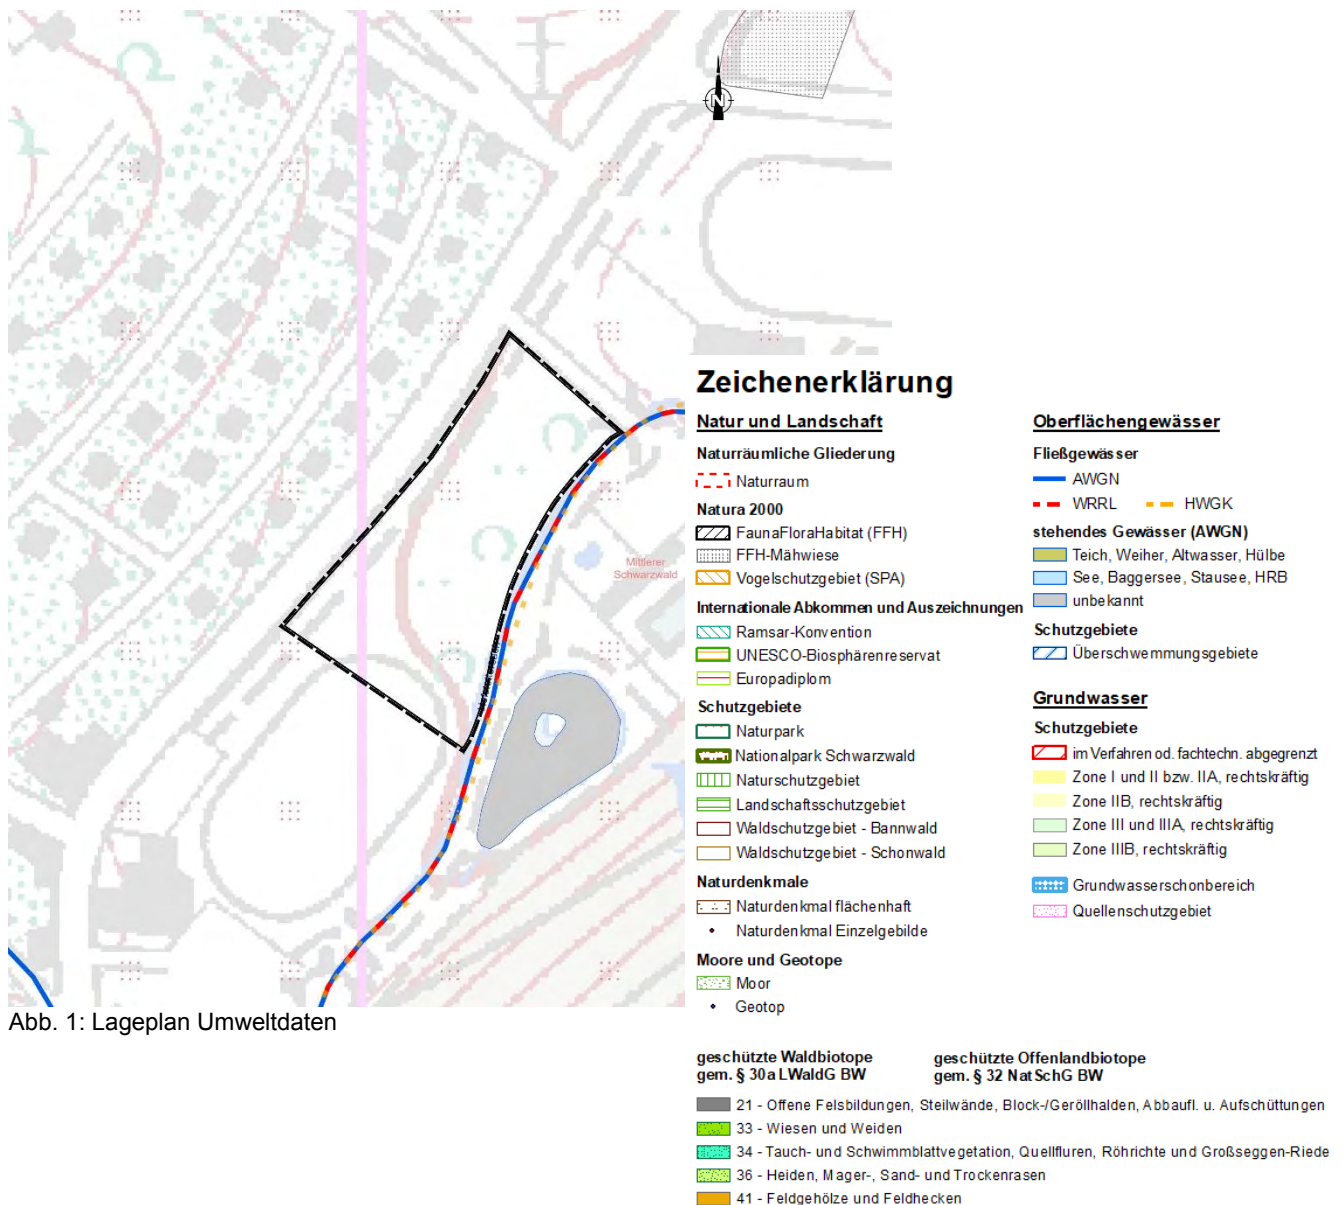 N
Mittlerer
Schwarzwald
Abb. 1: Lageplan Umweltdaten
Zeichenerklärung
Natur und Landschaft
Naturräumliche Gliederung
Naturraum
Natura 2000
FaunaFloraHabitat (FFH)
FFH-Mähwiese
Vogelschutzgebiet (SPA)
Internationale Abkommen und Auszeichnungen
Ramsar-Konvention
UNESCO-Biosphärenreservat
Europadiplom
Schutzgebiete
Naturpark
Nationalpark Schwarzwald
Naturschutzgebiet
Landschaftsschutzgebiet
Waldschutzgebiet - Bannwald
Waldschutzgebiet - Schonwald
Naturdenkmale
Naturdenkmal flächenhaft
Naturdenkmal Einzelgebilde
Moore und Geotope
Moor
Geotop
Oberflächengewässer
Fließgewässer
AWGN
WRRL HWGK
stehendes Gewässer (AWGN)
Teich, Weiher, Altwasser, Hülbe
See, Baggersee, Stausee, HRB
unbekannt
Schutzgebiete
Überschwemmungsgebiete
Grundwasser
Schutzgebiete
im Verfahren od. fachtechn. abgegrenzt
Zone I und II bzw. IIA, rechtskräftig
Zone IIB, rechtskräftig
Zone III und IIIA, rechtskräftig
Zone IIIB, rechtskräftig
Grundwasserschonbereich
Quellenschutzgebiet
geschützte Waldbiotope
gem. § 30a LWaldG BW
geschützte Offenlandbiotope
gem. § 32 NatSchG BW
21 - Offene Felsbildungen, Steilwände, Block-/Geröllhalden, Abbaufl. u. Aufschüttungen
33 - Wiesen und Weiden
34 - Tauch- und Schwimmblattvegetation, Quellfluren, Röhrichte und Großseggen-Riede
36 - Heiden, Mager-, Sand- und Trockenrasen
41 - Feldgehölze und Feldhecken